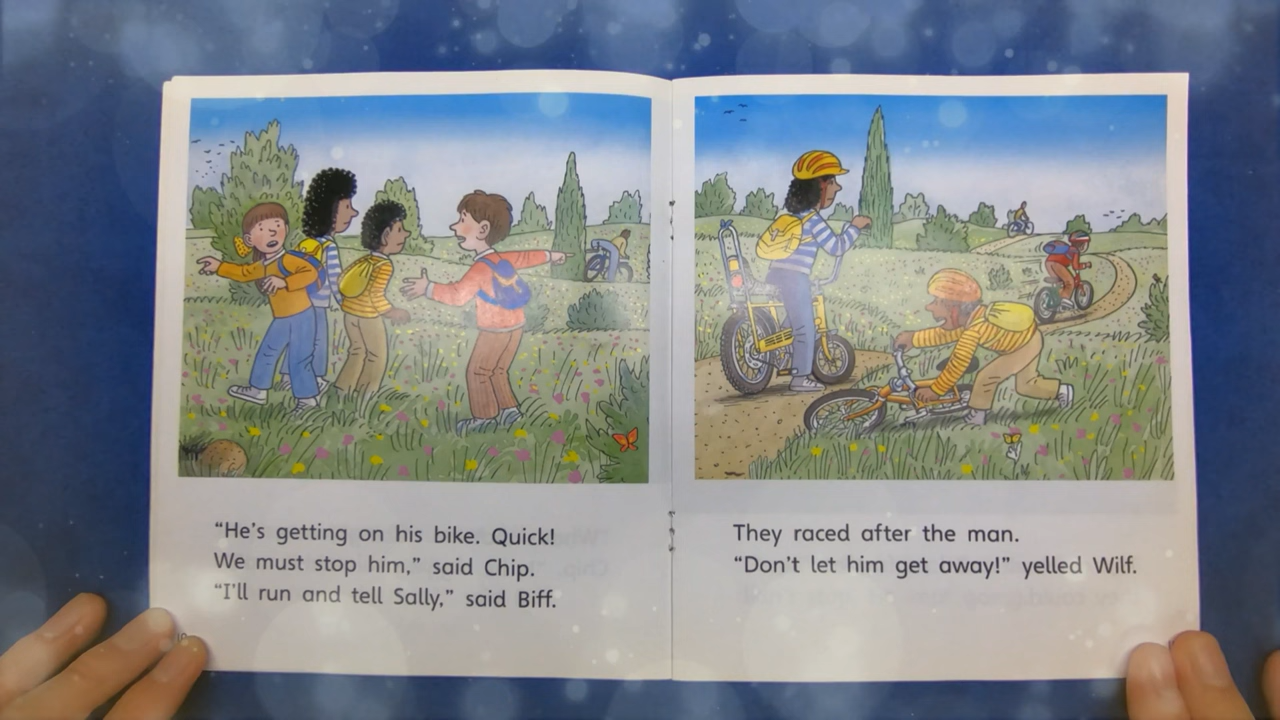 “He’s getting on his bike. Quick!
We must stop him,” said Chip.
“I’ll run and tell Sally,” said Biff.
10
They raced after the man.
“Don’t let him get away!” yelled Wilf.